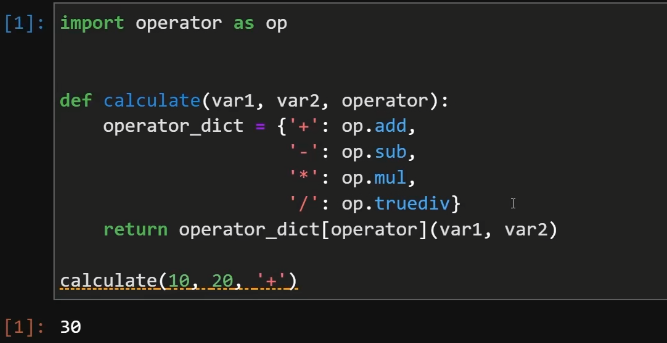 [1]: import operator as op
def calculate(var1, var2, operator):
    operator_dict = {'+': op.add,
                     '-': op.sub,
                     '*': op.mul,
                     '/': op.truediv}
    return operator_dict[operator](var1, var2)
calculate(10, 20, '+')
[1]: 30